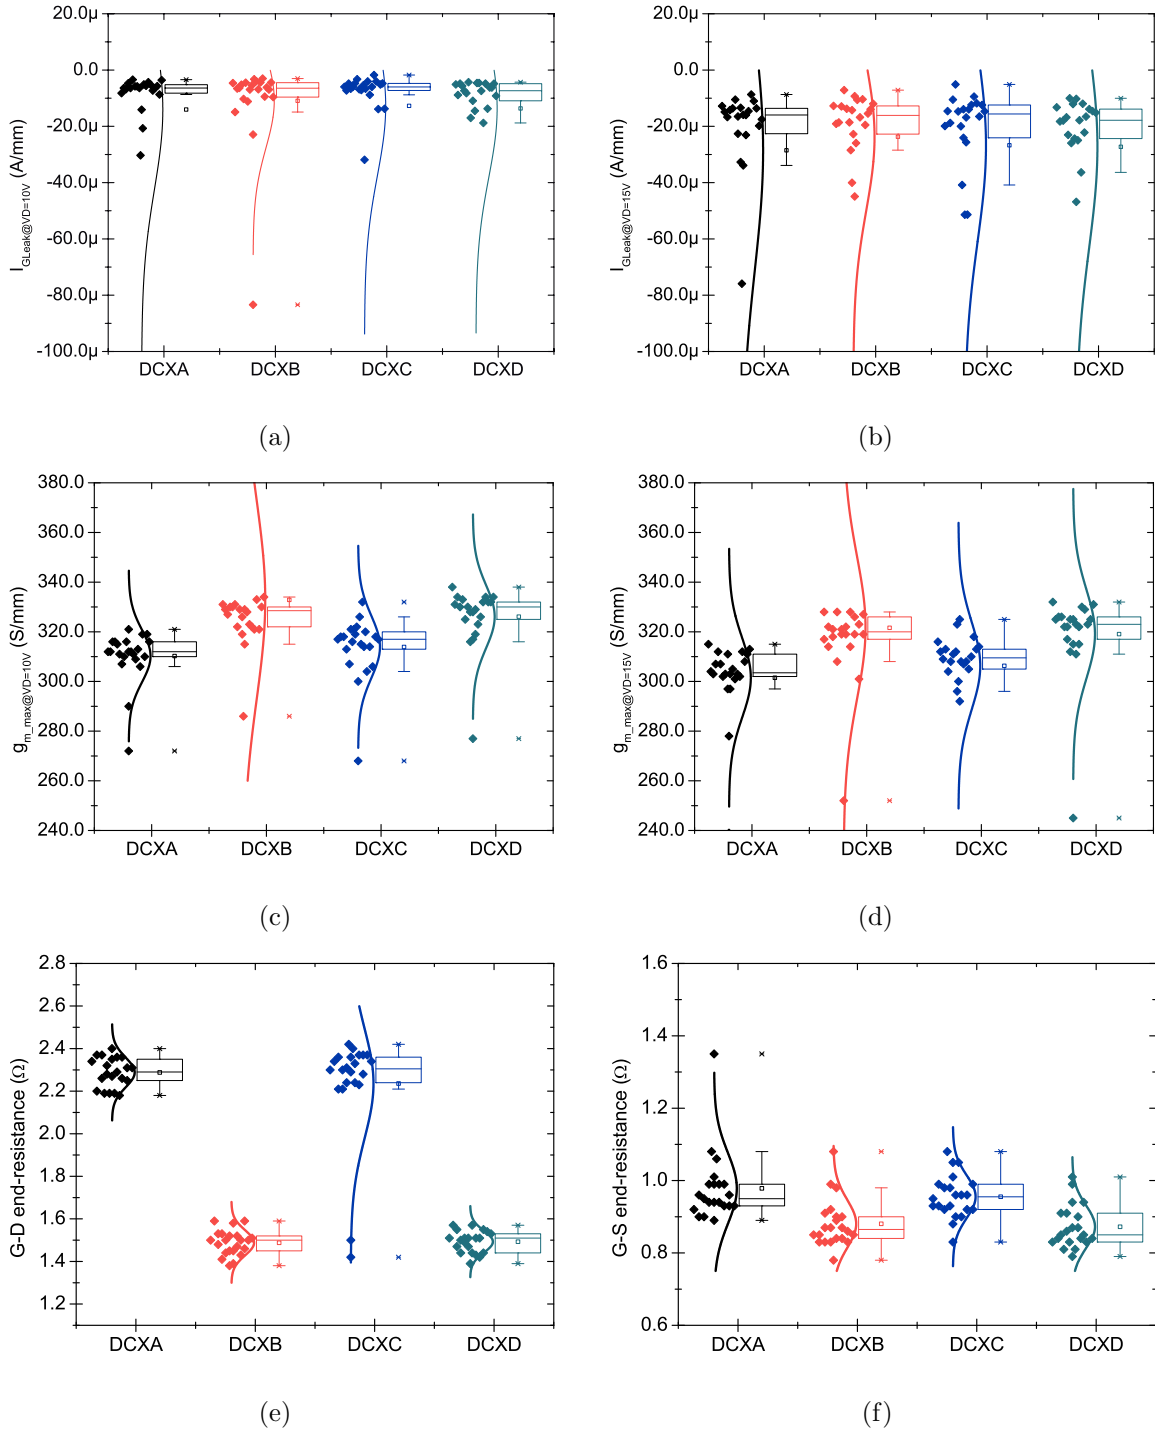 20.0µ
0.0
-20.0µ
-40.0µ
-60.0µ
-80.0µ
-100.0µ
I_GLeak@VD=10V (A/mm)
DCXA DCXB DCXC DCXD
(a)
20.0µ
0.0
-20.0µ
-40.0µ
-60.0µ
-80.0µ
-100.0µ
I_GLeak@VD=15V (A/mm)
DCXA DCXB DCXC DCXD
(b)
380.0
360.0
340.0
320.0
300.0
280.0
260.0
240.0
g_m_max@VD=10V (S/mm)
DCXA DCXB DCXC DCXD
(c)
380.0
360.0
340.0
320.0
300.0
280.0
260.0
240.0
g_m_max@VD=15V (S/mm)
DCXA DCXB DCXC DCXD
(d)
2.8
2.6
2.4
2.2
2.0
1.8
1.6
1.4
1.2
G-D end-resistance (Ω)
DCXA DCXB DCXC DCXD
(e)
1.6
1.4
1.2
1.0
0.8
0.6
G-S end-resistance (Ω)
DCXA DCXB DCXC DCXD
(f)